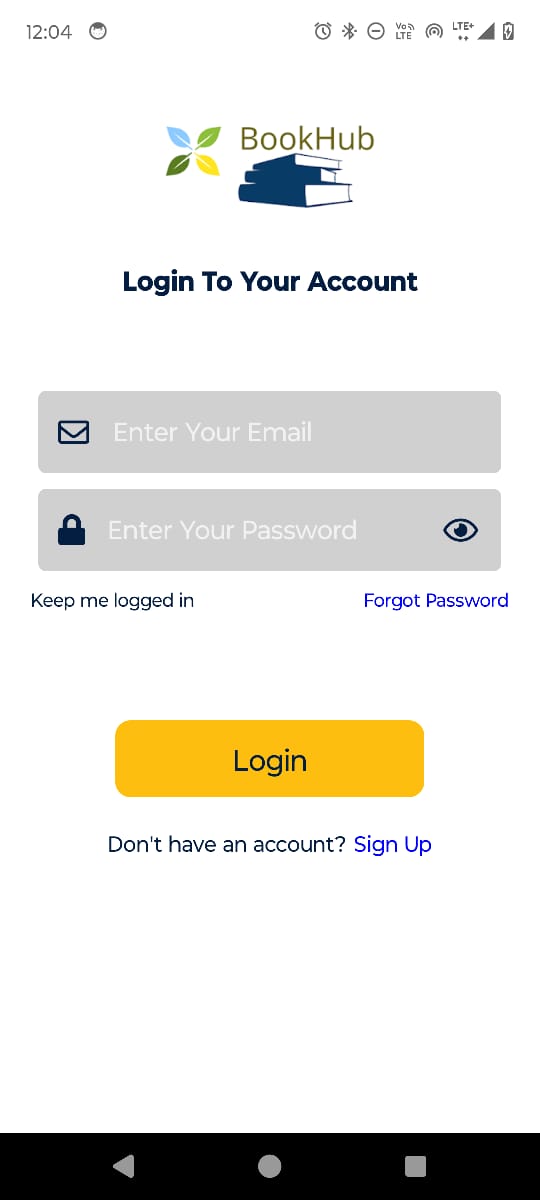 12:04
Vo
LTE
LTE+
BookHub
Login To Your Account
Enter Your Email
Enter Your Password
Keep me logged in
Forgot Password
Login
Don't have an account? Sign Up